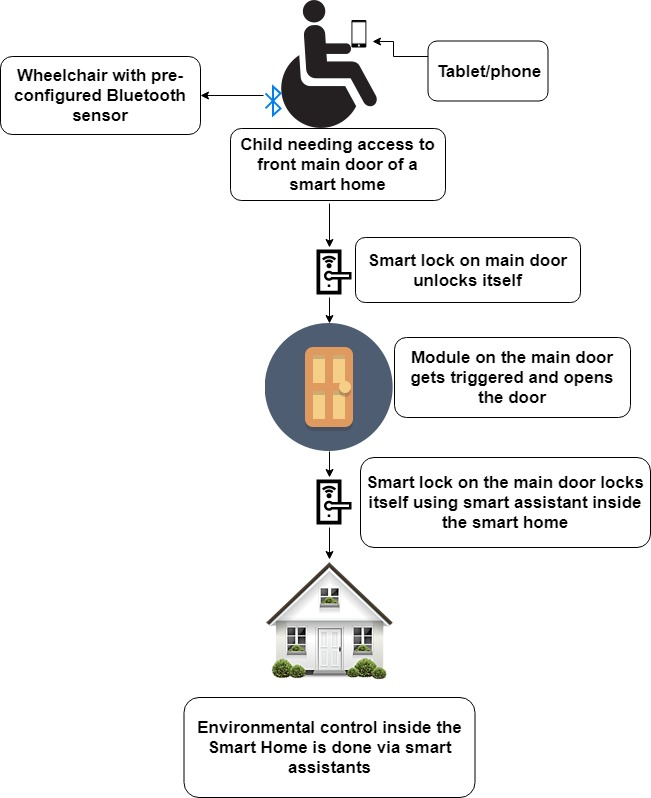 Tablet/phone
Wheelchair with pre-
configured Bluetooth
sensor
Child needing access to
front main door of a
smart home
Smart lock on main door
unlocks itself
Module on the main door
gets triggered and opens
the door
Smart lock on the main door locks
itself using smart assistant inside
the smart home
Environmental control inside the
Smart Home is done via smart
assistants